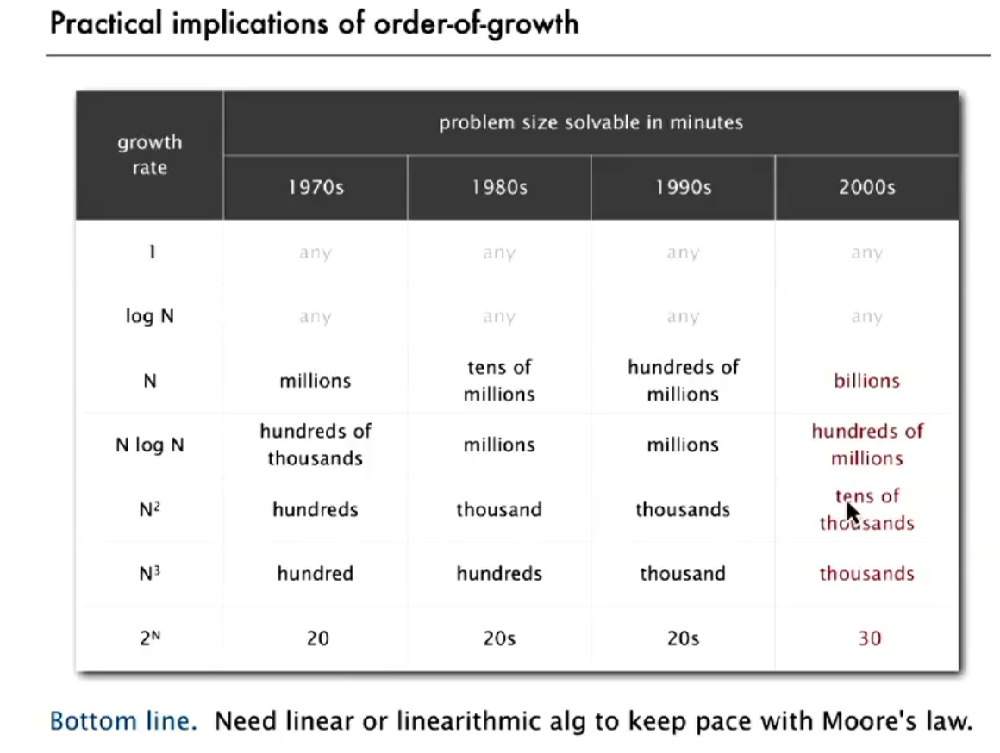 Practical implications of order-of-growth
growth
rate
problem size solvable in minutes
1970s 1980s 1990s 2000s
1 any any any any
log N any any any any
N millions tens of
millions hundreds of
millions billions
N log N hundreds of
thousands millions millions hundreds of
millions
N² hundreds thousand thousands tens of
thousands
N³ hundred hundreds thousand thousands
2ᴺ 20 20s 20s 30
Bottom line. Need linear or linearithmic alg to keep pace with Moore's law.